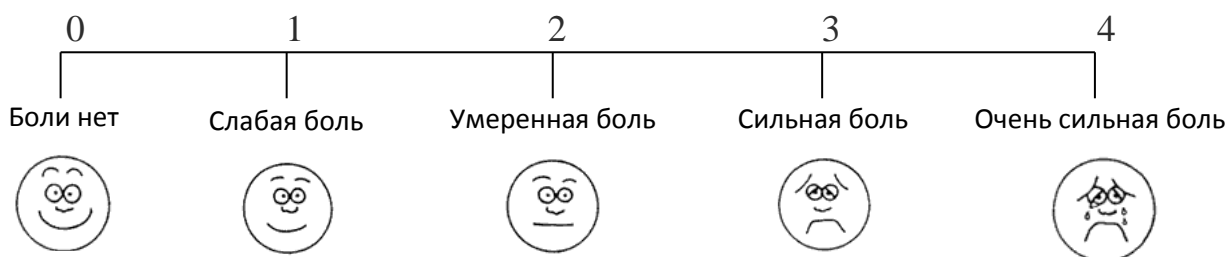 0 1 2 3 4
Боли нет Слабая боль Умеренная боль Сильная боль Очень сильная боль